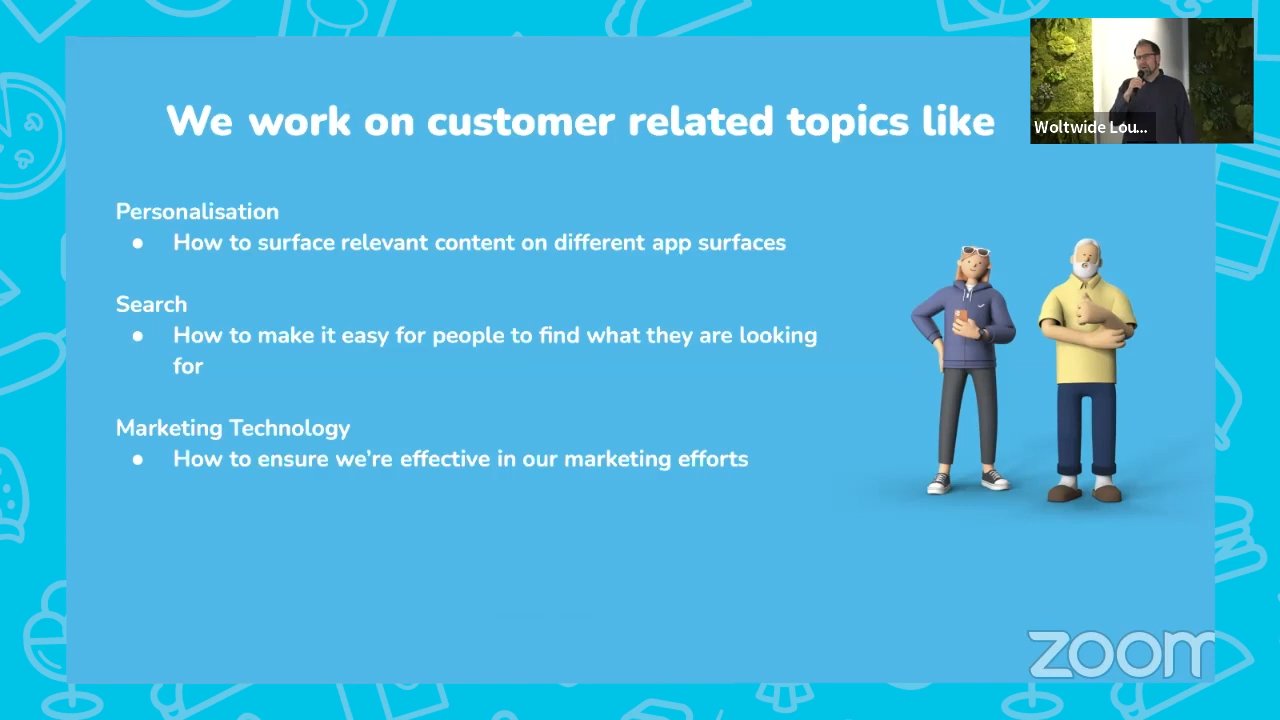 We work on customer related topics like
Woltwide Lou...
Personalisation
● How to surface relevant content on different app surfaces
Search
● How to make it easy for people to find what they are looking
for
Marketing Technology
● How to ensure we're effective in our marketing efforts
zoom